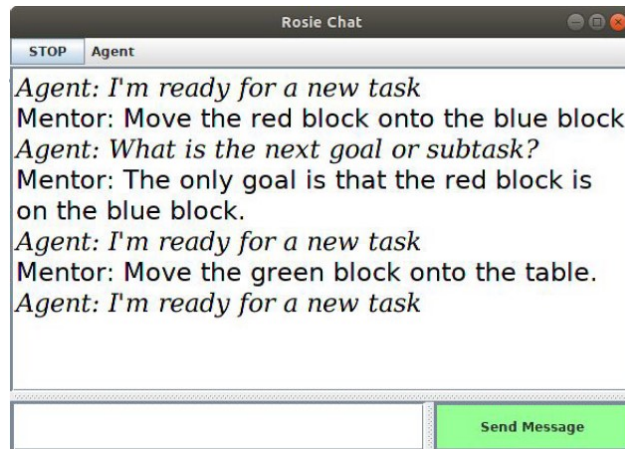 Rosie Chat
STOP Agent
Agent: I'm ready for a new task
Mentor: Move the red block onto the blue block
Agent: What is the next goal or subtask?
Mentor: The only goal is that the red block is
on the blue block.
Agent: I'm ready for a new task
Mentor: Move the green block onto the table.
Agent: I'm ready for a new task
Send Message